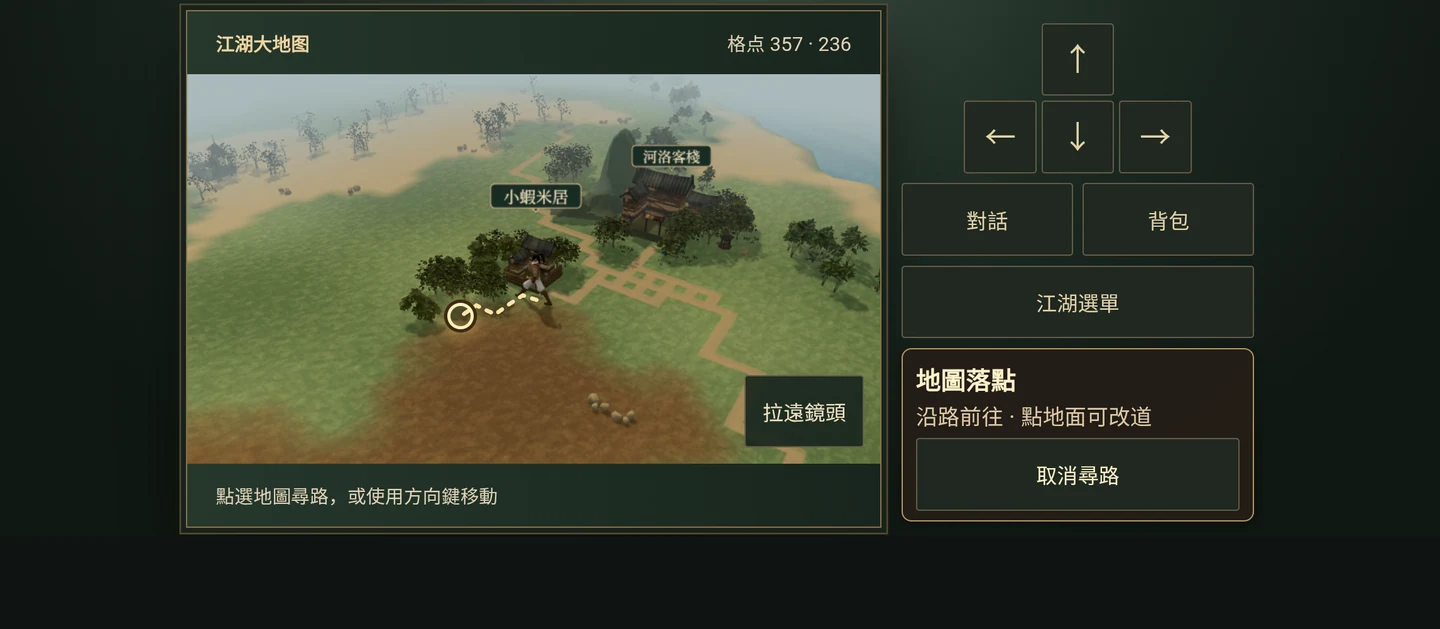 江湖大地图
格点 357 · 236
河洛客棧
小蝦米居
拉遠鏡頭
點選地圖尋路，或使用方向鍵移動
↑
← ↓ →
對話
背包
江湖選單
地圖落點
沿路前往 · 點地面可改道
取消尋路